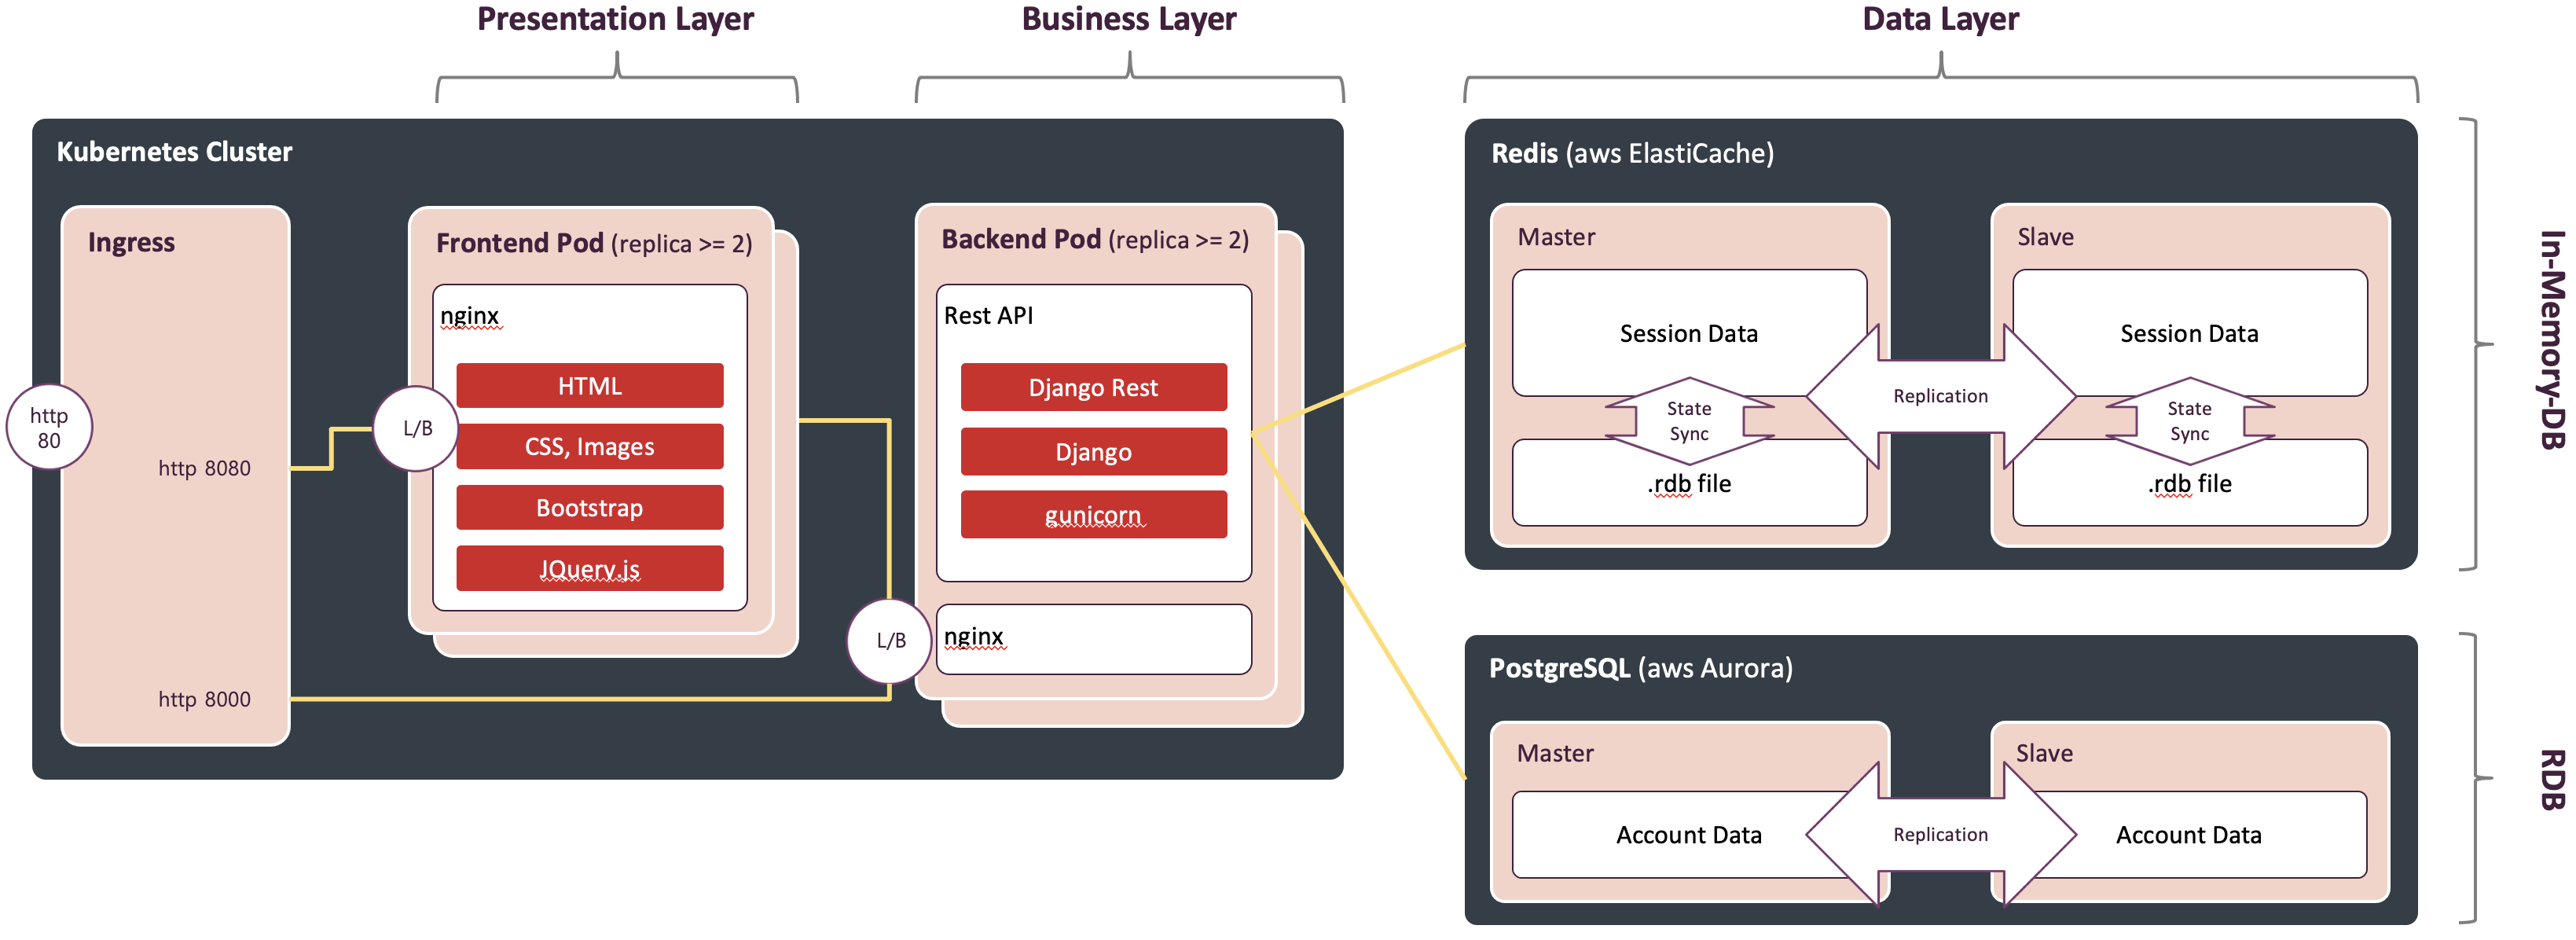 Presentation Layer
Business Layer
Data Layer
Kubernetes Cluster
Ingress
http
80
http 8080
http 8000
L/B
Frontend Pod (replica >= 2)
nginx
HTML
CSS, Images
Bootstrap
JQuery.js
L/B
Backend Pod (replica >= 2)
Rest API
Django Rest
Django
gunicorn
nginx
Redis (aws ElastiCache)
Master
Session Data
State
Sync
.rdb file
Replication
Slave
Session Data
State
Sync
.rdb file
In-Memory-DB
PostgreSQL (aws Aurora)
Master
Account Data
Replication
Slave
Account Data
RDB